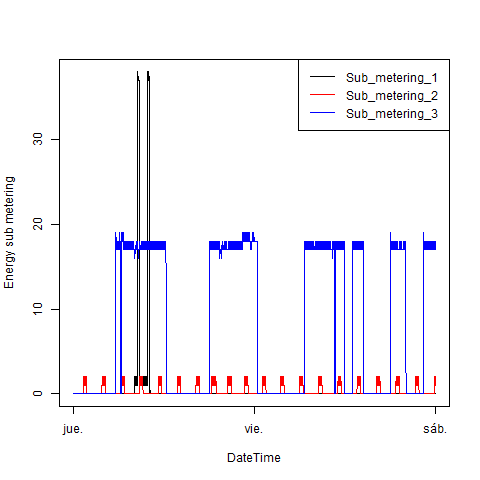 Sub_metering_1
Sub_metering_2
Sub_metering_3
Energy sub metering
30
20
10
0
jue.
vie.
sáb.
DateTime